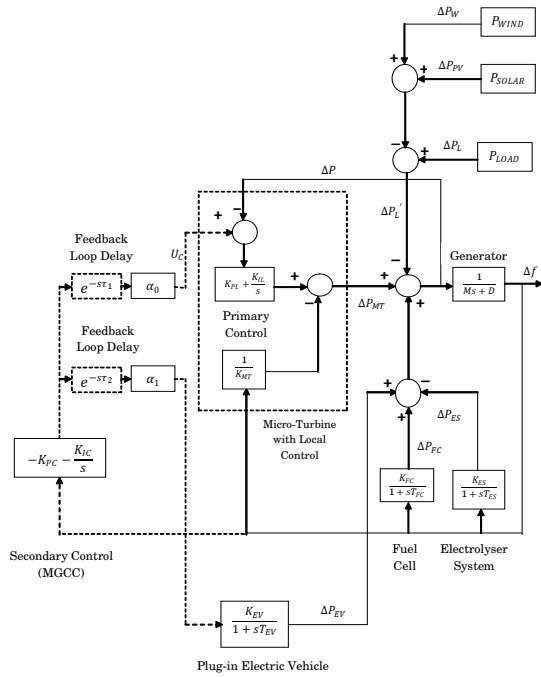 ΔP_W
P_WIND
+
ΔP_PV
+
P_SOLAR
−
+
ΔP_L
P_LOAD
ΔP
ΔP_L'
+
−
Feedback
Loop Delay
U_C
e^{-sτ_1}
α_0
K_PL + K_IL/s
+
−
Primary
Control
ΔP_MT
+
−
+
Generator
1/(Ms + D)
Δf
Feedback
Loop Delay
e^{-sτ_2}
α_1
1/K_MT
Micro-Turbine
with Local
Control
+
−
+
ΔP_ES
ΔP_FC
−K_PC − K_IC/s
K_FC/(1 + sT_FC)
K_ES/(1 + sT_ES)
Secondary Control
(MGCC)
Fuel
Cell
Electrolyser
System
K_EV/(1 + sT_EV)
ΔP_EV
Plug-in Electric Vehicle